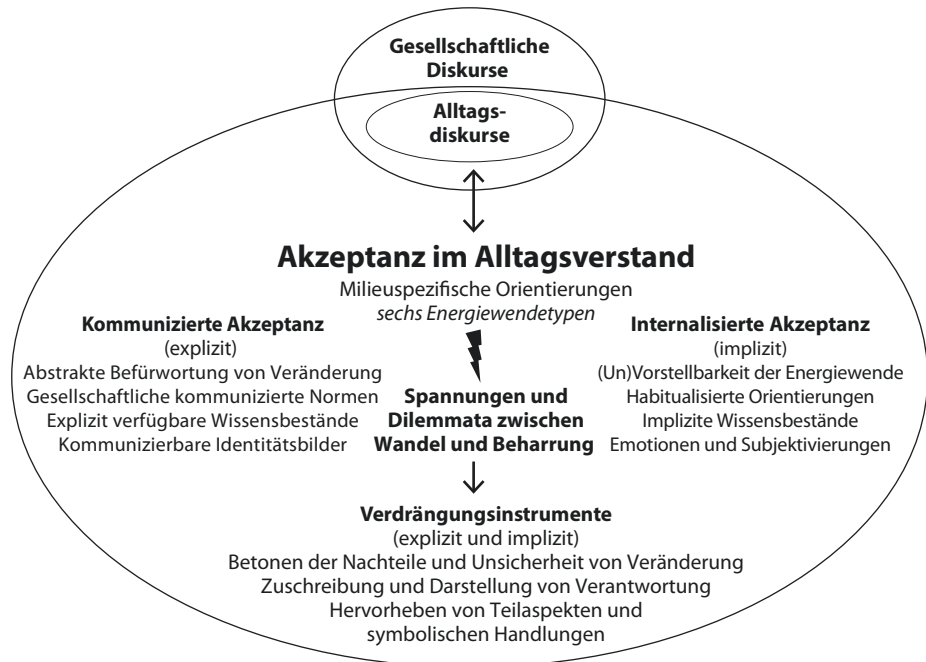 Gesellschaftliche
Diskurse
Alltags-
diskurse
Akzeptanz im Alltagsverstand
Milieuspezifische Orientierungen
sechs Energiewendetypen
Kommunizierte Akzeptanz
(explizit)
Abstrakte Befürwortung von Veränderung
Gesellschaftliche kommunizierte Normen
Explizit verfügbare Wissensbestände
Kommunizierbare Identitätsbilder
Spannungen und
Dilemmata zwischen
Wandel und Beharrung
Internalisierte Akzeptanz
(implizit)
(Un)Vorstellbarkeit der Energiewende
Habitualisierte Orientierungen
Implizite Wissensbestände
Emotionen und Subjektivierungen
Verdrängungsinstrumente
(explizit und implizit)
Betonen der Nachteile und Unsicherheit von Veränderung
Zuschreibung und Darstellung von Verantwortung
Hervorheben von Teilaspekten und
symbolischen Handlungen